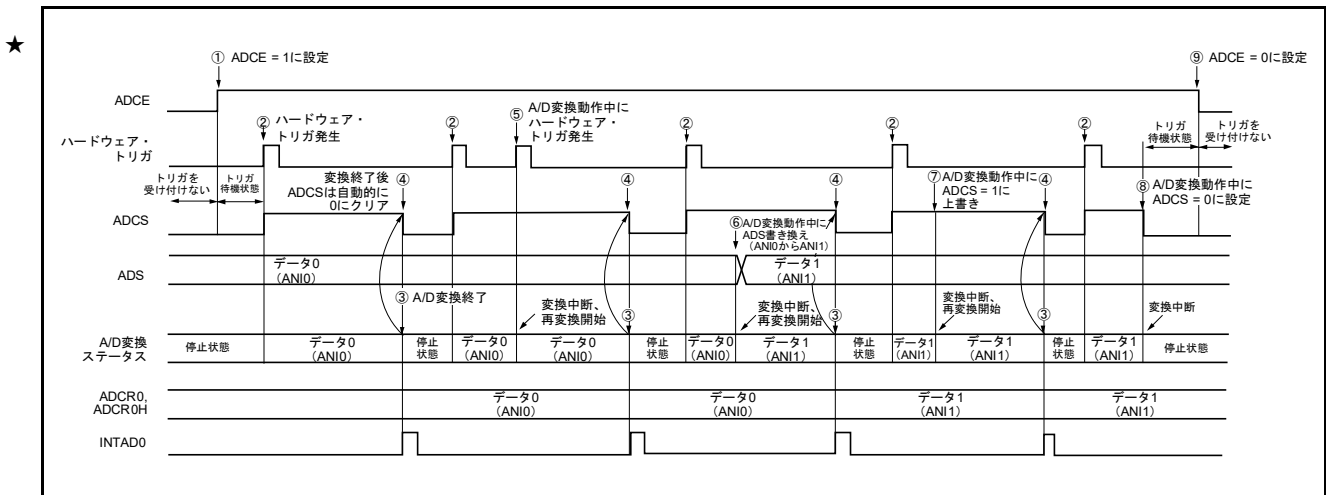 ★
① ADCE = 1に設定
⑨ ADCE = 0に設定
ADCE
② ハードウェア・
トリガ発生
②
⑤ A/D変換動作中に
ハードウェア・
トリガ発生
②
②
②
トリガ
待機状態
トリガを
受け付けない
ハードウェア・
トリガ
トリガを
受け付けない
トリガ
待機状態
変換終了後
ADCSは自動的に
0にクリア
④
④
④
⑦A/D変換動作中に
ADCS = 1に
上書き
④
⑧ A/D変換動作中に
ADCS = 0に設定
ADCS
⑥A/D変換動作中に
ADS書き換え
(ANI0からANI1)
ADS
データ0
(ANI0)
データ1
(ANI1)
③ A/D変換終了
変換中断、
再変換開始
③
変換中断、
再変換開始
③
変換中断、
再変換開始
③
変換中断
A/D変換
ステータス
停止状態
データ0
(ANI0)
停止
状態
データ0
(ANI0)
データ0
(ANI0)
停止
状態
データ0
(ANI0)
データ1
(ANI1)
停止
状態
データ1
(ANI1)
データ1
(ANI1)
停止
状態
データ1
(ANI1)
停止状態
ADCR0,
ADCR0H
データ0
(ANI0)
データ0
(ANI0)
データ1
(ANI1)
データ1
(ANI1)
INTAD0